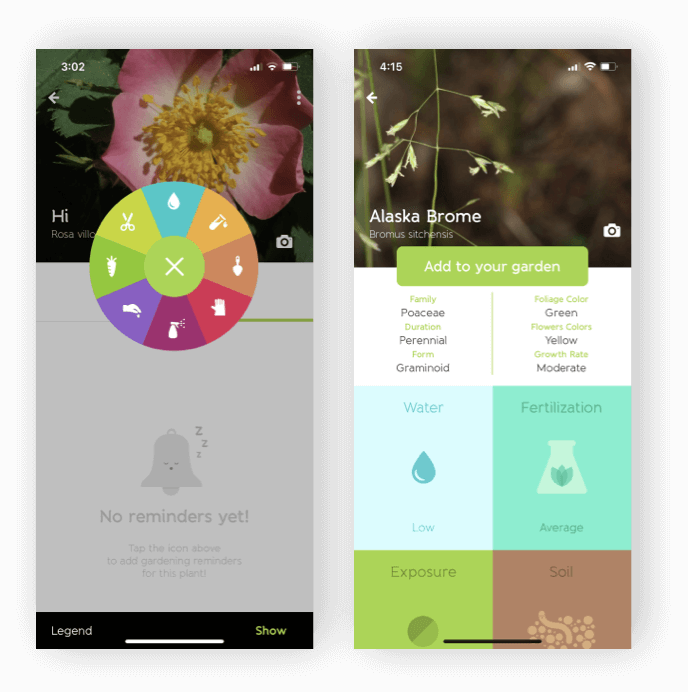 3:02
Hi
Rosa villo
No reminders yet!
Tap the icon above
to add gardening reminders
for this plant!
Legend
Show
4:15
Alaska Brome
Bromus sitchensis
Add to your garden
Family
Poaceae
Duration
Perennial
Form
Graminoid
Foliage Color
Green
Flowers Colors
Yellow
Growth Rate
Moderate
Water
Low
Fertilization
Average
Exposure
Soil